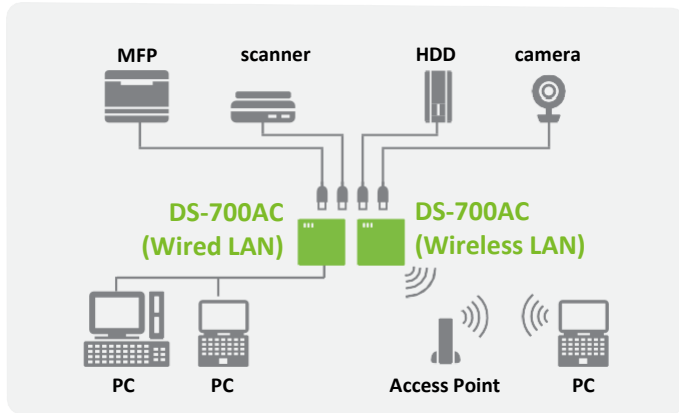 MFP
scanner
HDD
camera
DS-700AC
(Wired LAN)
DS-700AC
(Wireless LAN)
PC
PC
Access Point
PC